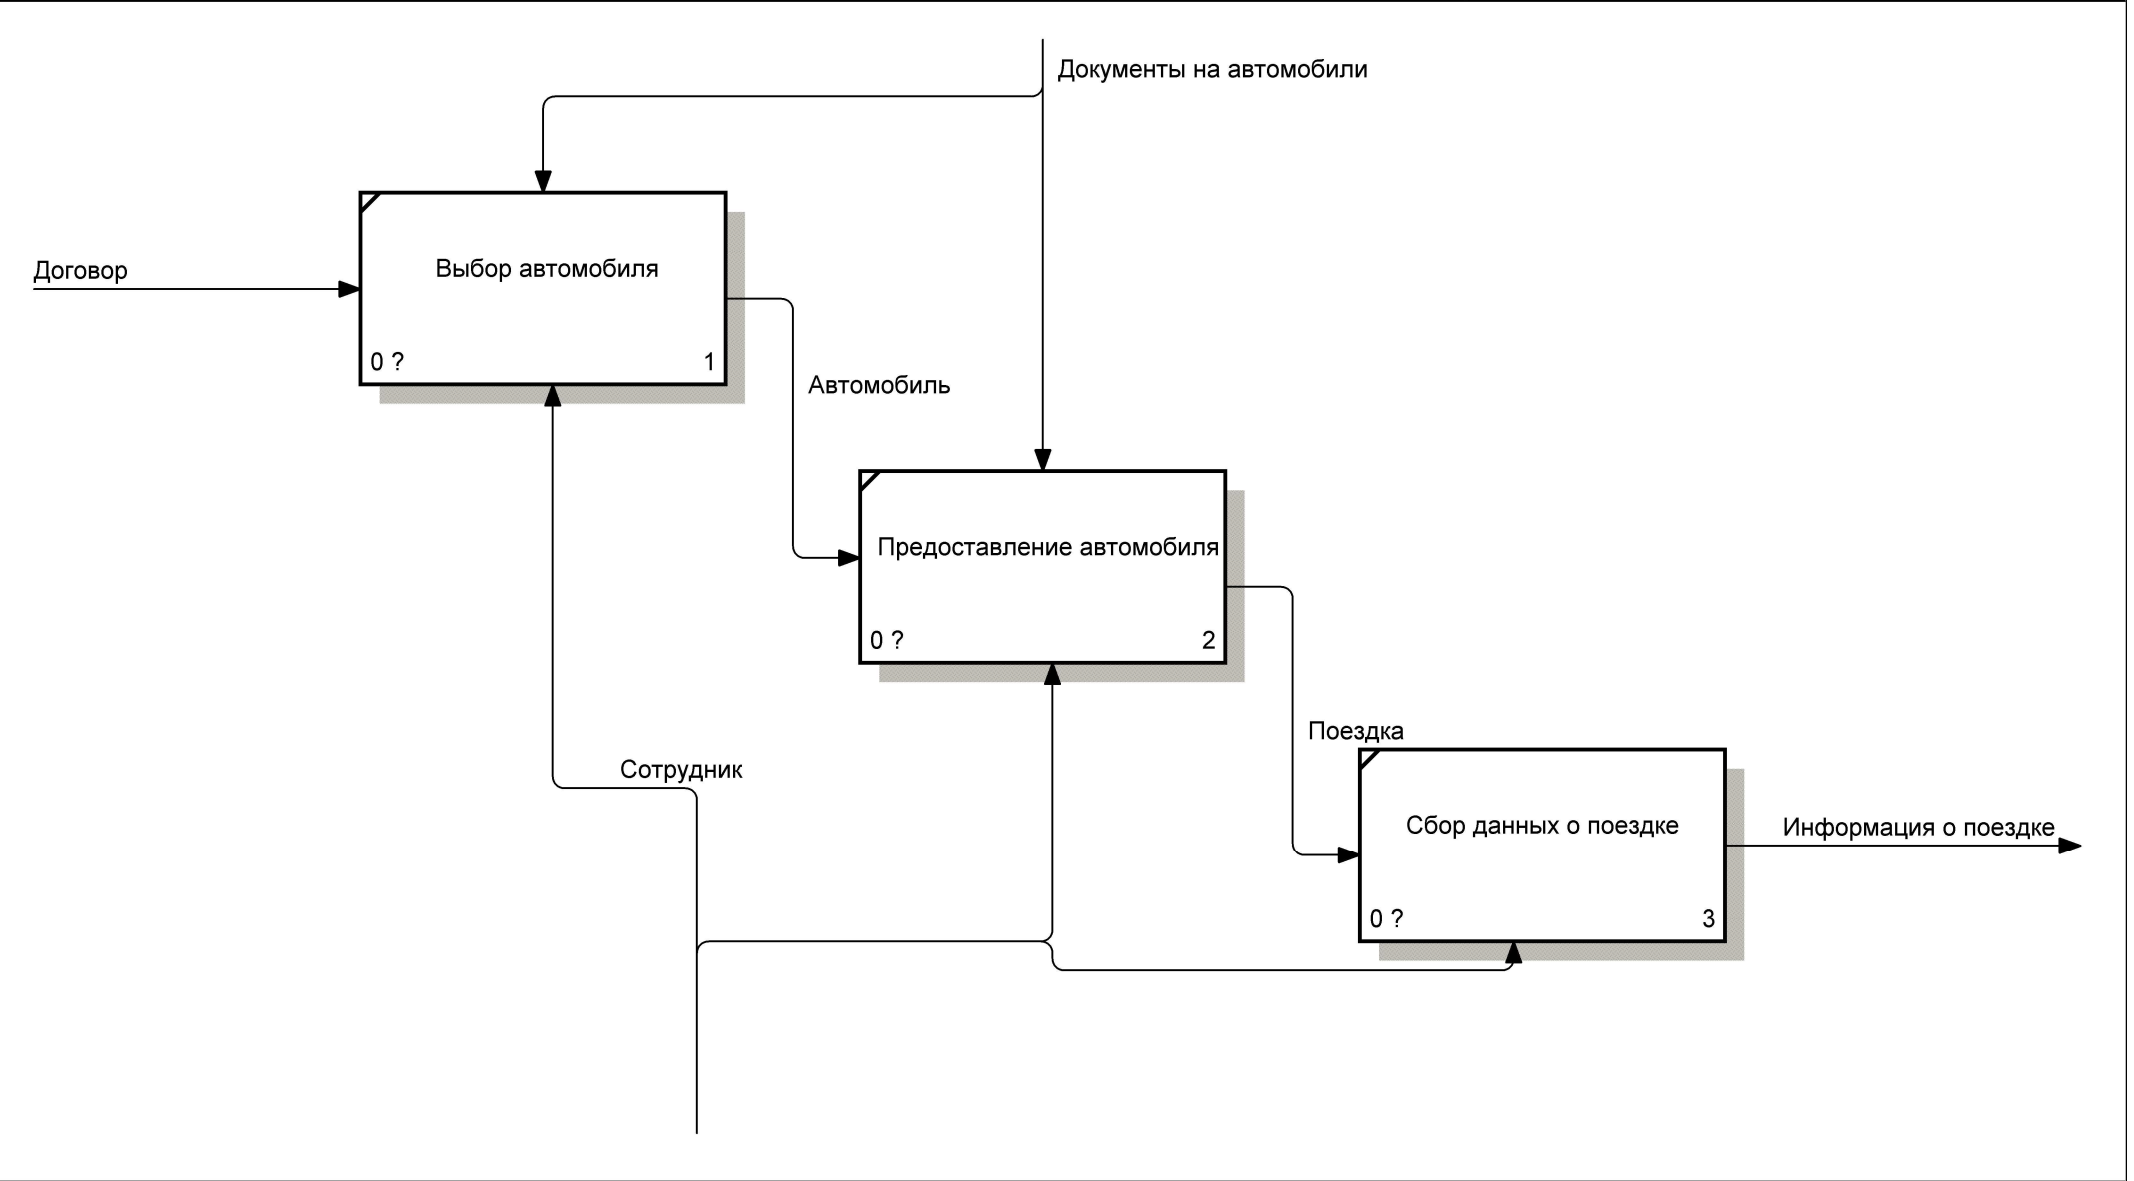 Документы на автомобили
Договор
Выбор автомобиля
0 ?
1
Автомобиль
Предоставление автомобиля
0 ?
2
Поездка
Сотрудник
Сбор данных о поездке
Информация о поездке
0 ?
3